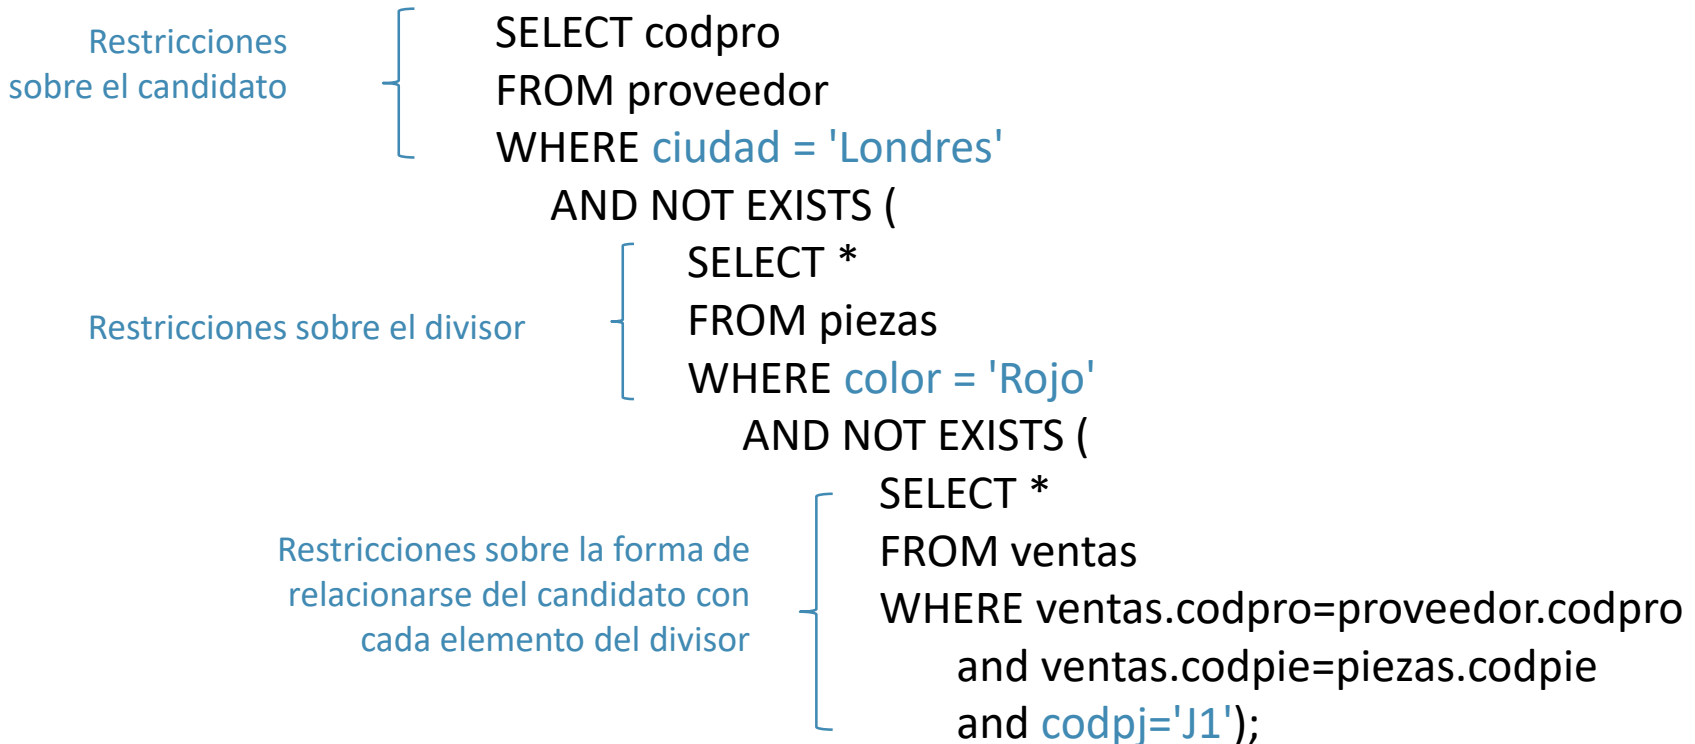 Restricciones
sobre el candidato
SELECT codpro
FROM proveedor
WHERE ciudad = 'Londres'
AND NOT EXISTS (
Restricciones sobre el divisor
SELECT *
FROM piezas
WHERE color = 'Rojo'
AND NOT EXISTS (
Restricciones sobre la forma de
relacionarse del candidato con
cada elemento del divisor
SELECT *
FROM ventas
WHERE ventas.codpro=proveedor.codpro
and ventas.codpie=piezas.codpie
and codpj='J1');